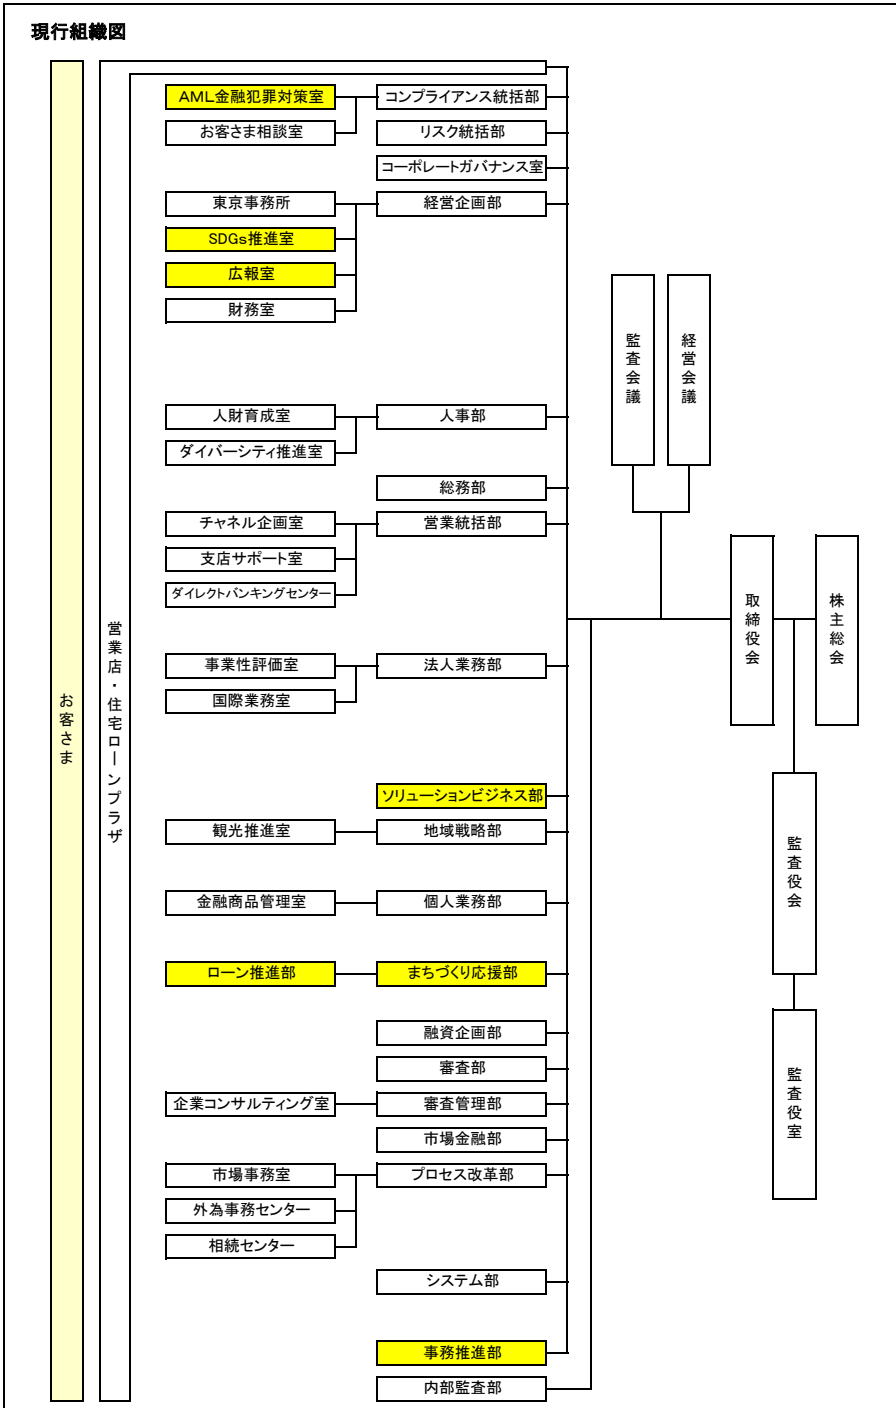 現行組織図
お客さま
営業店・住宅ローンプラザ
AML金融犯罪対策室
コンプライアンス統括部
お客さま相談室
リスク統括部
コーポレートガバナンス室
東京事務所
経営企画部
SDGs推進室
広報室
財務室
人財育成室
人事部
ダイバーシティ推進室
総務部
チャネル企画室
営業統括部
支店サポート室
ダイレクトバンキングセンター
事業性評価室
法人業務部
国際業務室
ソリューションビジネス部
観光推進室
地域戦略部
金融商品管理室
個人業務部
ローン推進部
まちづくり応援部
融資企画部
審査部
企業コンサルティング室
審査管理部
市場金融部
市場事務室
プロセス改革部
外為事務センター
相続センター
システム部
事務推進部
内部監査部
監査会議
経営会議
取締役会
株主総会
監査役会
監査役室